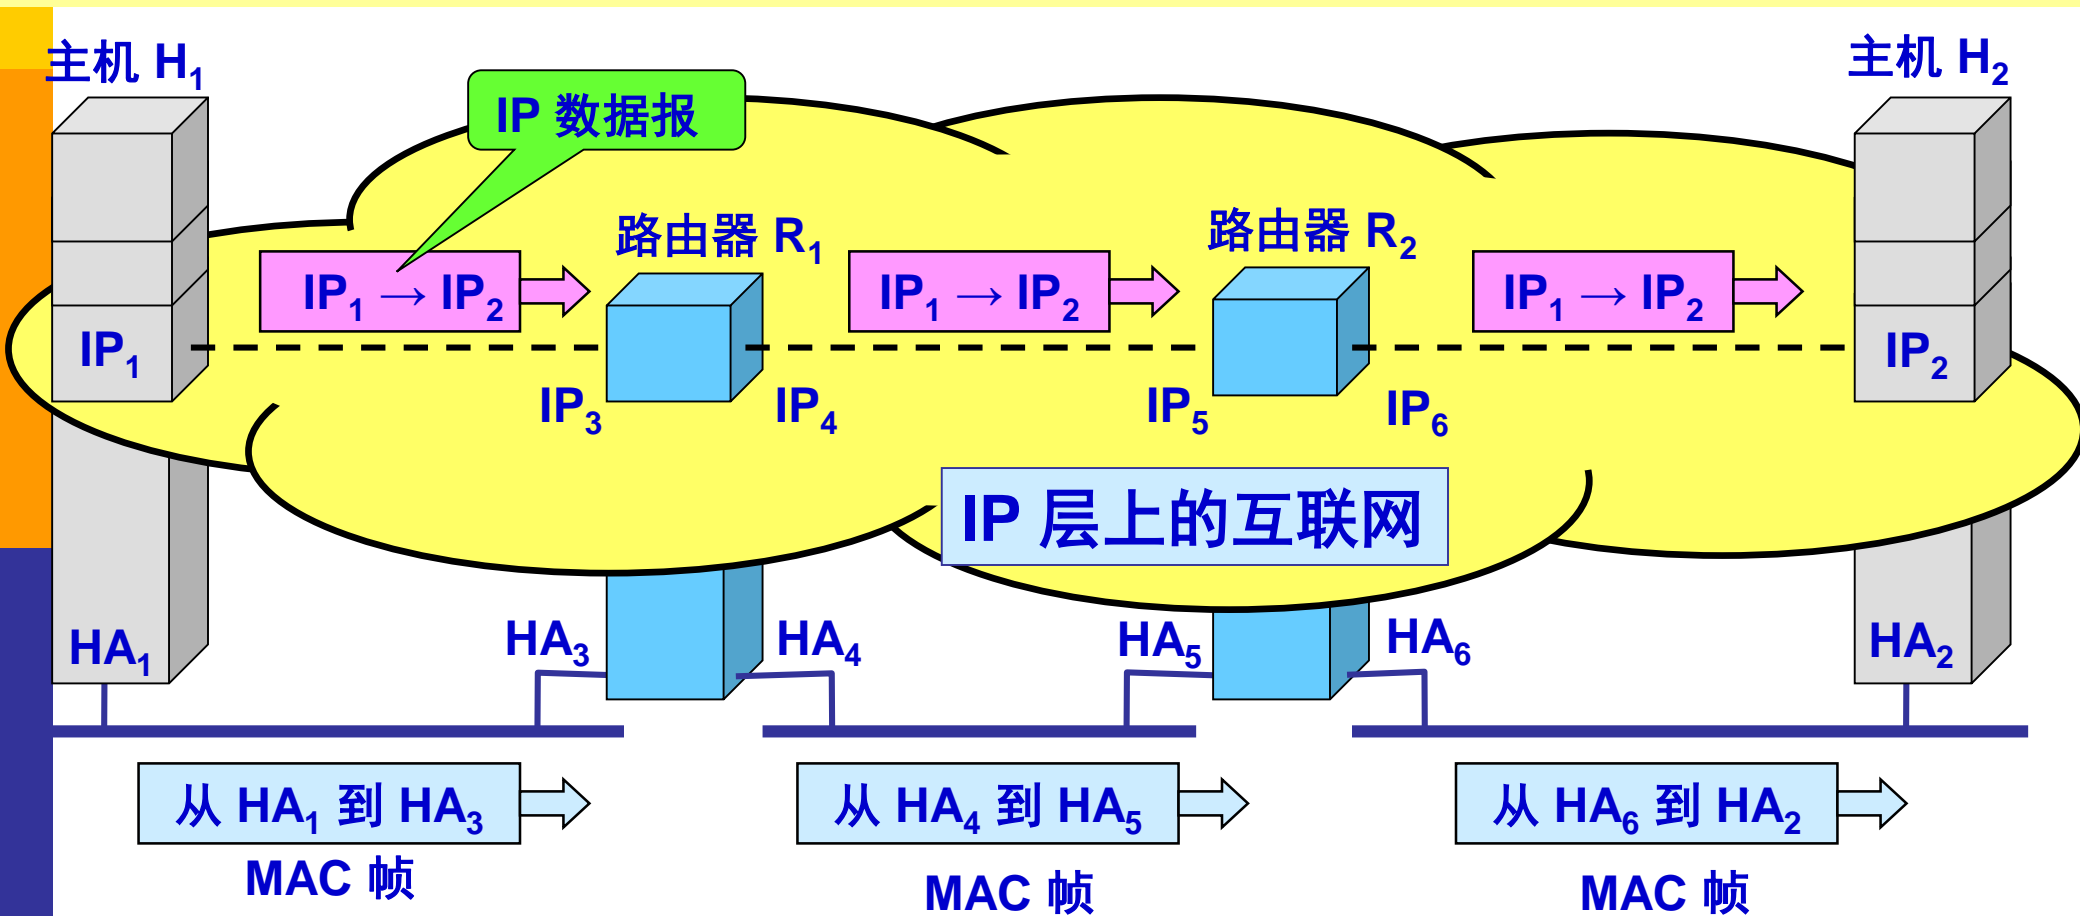 主机 H₁
主机 H₂
IP 数据报
路由器 R₁
路由器 R₂
IP₁ → IP₂
IP₁ → IP₂
IP₁ → IP₂
IP₁
IP₂
IP₃
IP₄
IP₅
IP₆
IP 层上的互联网
HA₁
HA₃
HA₄
HA₅
HA₆
HA₂
从 HA₁ 到 HA₃
从 HA₄ 到 HA₅
从 HA₆ 到 HA₂
MAC 帧
MAC 帧
MAC 帧